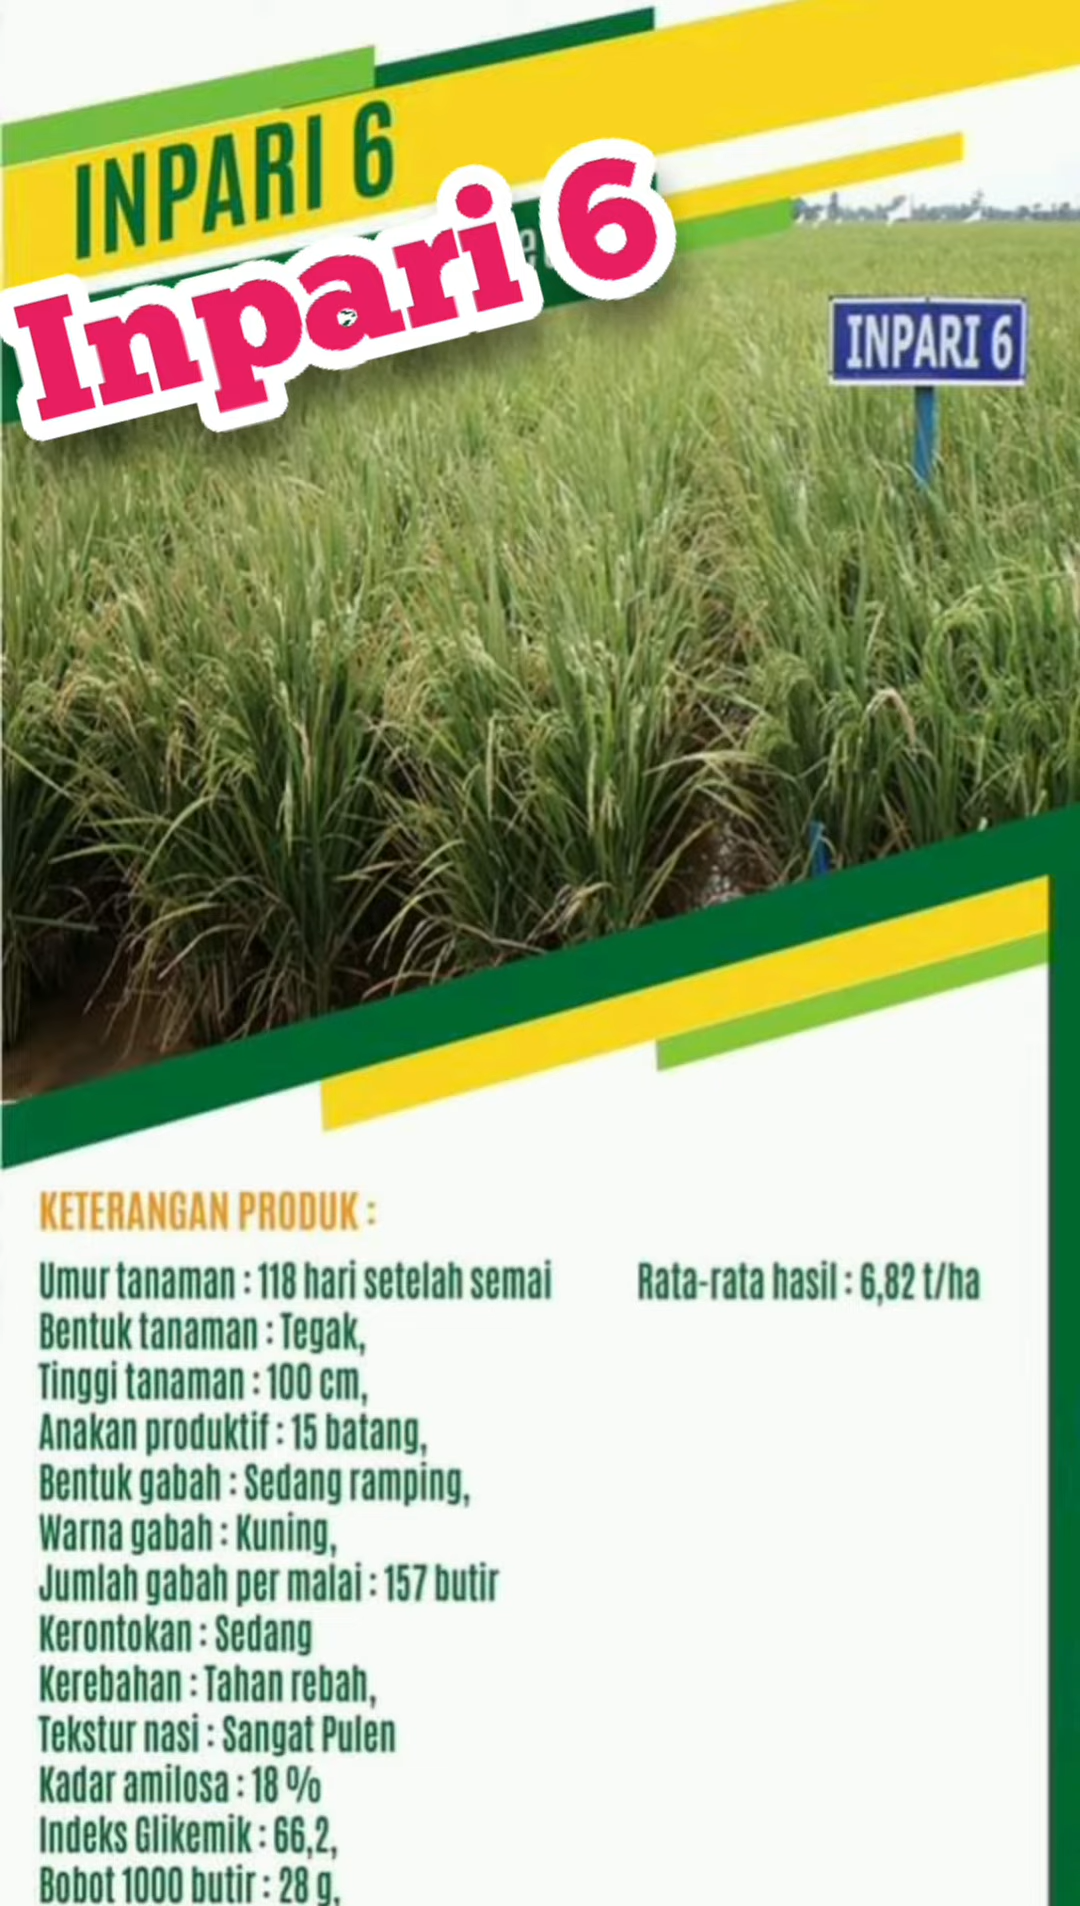 INPARI 6
Inpari 6
INPARI 6
KETERANGAN PRODUK :
Umur tanaman : 118 hari setelah semai
Rata-rata hasil : 6,82 t/ha
Bentuk tanaman : Tegak,
Tinggi tanaman : 100 cm,
Anakan produktif : 15 batang,
Bentuk gabah : Sedang ramping,
Warna gabah : Kuning,
Jumlah gabah per malai : 157 butir
Kerontokan : Sedang
Kerebahan : Tahan rebah,
Tekstur nasi : Sangat Pulen
Kadar amilosa : 18 %
Indeks Glikemik : 66,2,
Bobot 1000 butir : 28 g,